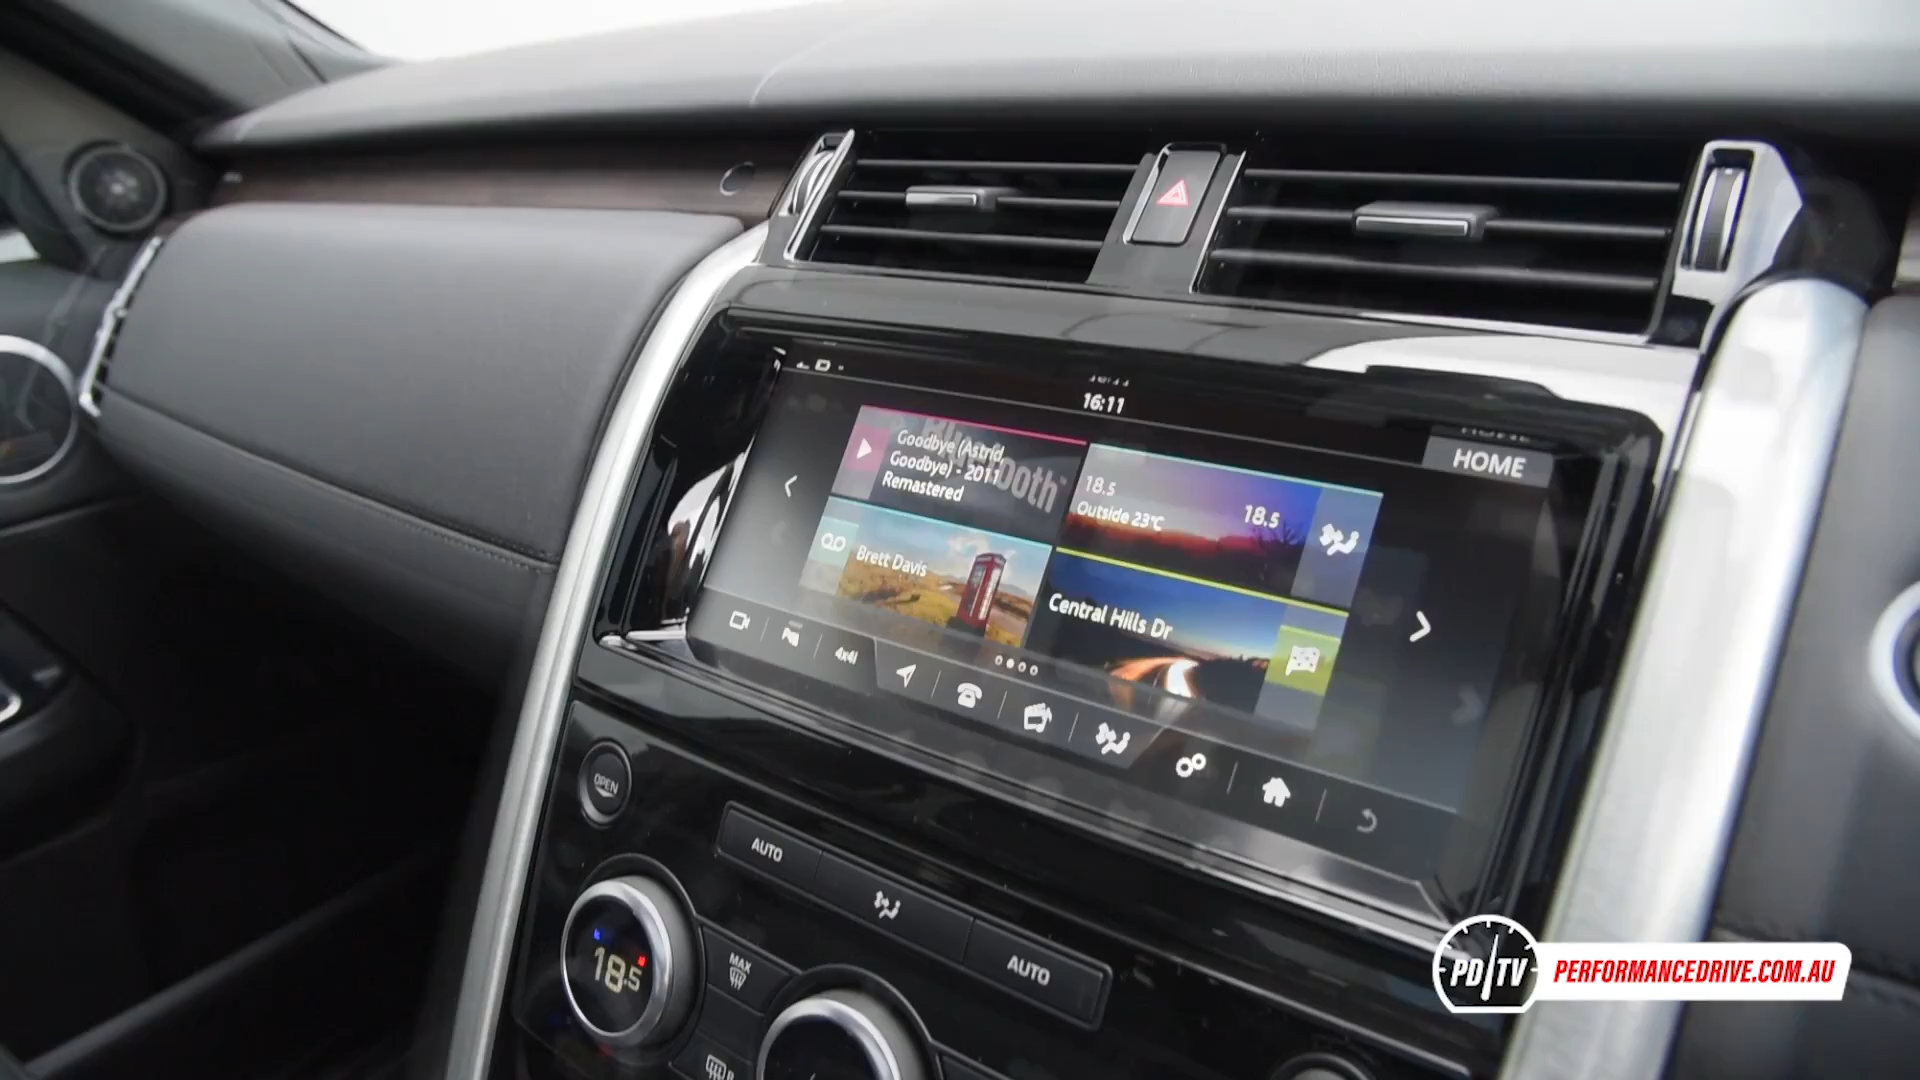 16:11
HOME
Bluetooth
Goodbye (Astrid,
Goodbye) - 2011
Remastered
18.5
Outside 23°C
18.5
Brett Davis
Central Hills Dr
4x4i
OPEN
AUTO
AUTO
MAX
18.5
R
PD TV
PERFORMANCEDRIVE.COM.AU